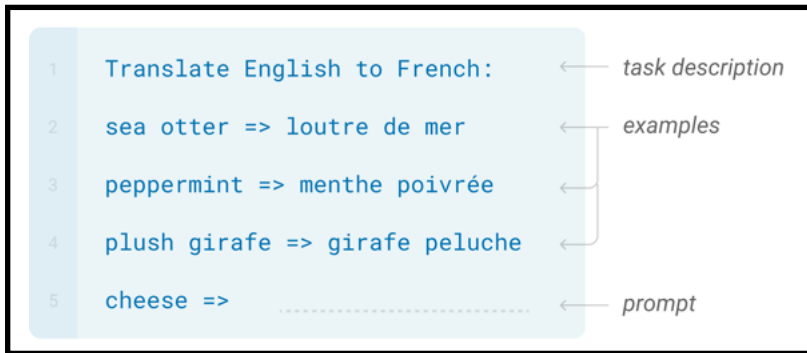 1 Translate English to French: task description
2 sea otter => loutre de mer examples
3 peppermint => menthe poivrée
4 plush girafe => girafe peluche
5 cheese => prompt